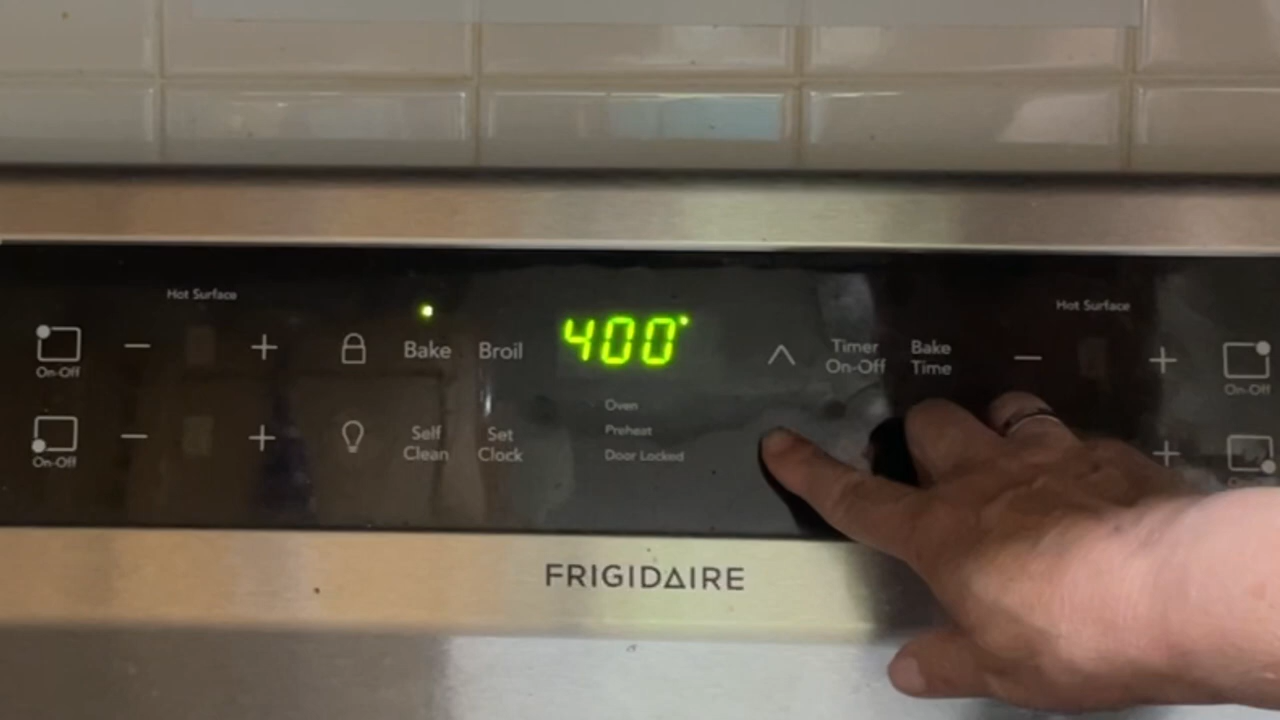 Hot Surface
On-Off
Bake
Broil
400°
Timer
On-Off
Bake
Time
Hot Surface
On-Off
On-Off
Self
Clean
Set
Clock
Oven
Preheat
Door Locked
FRIGIDAIRE